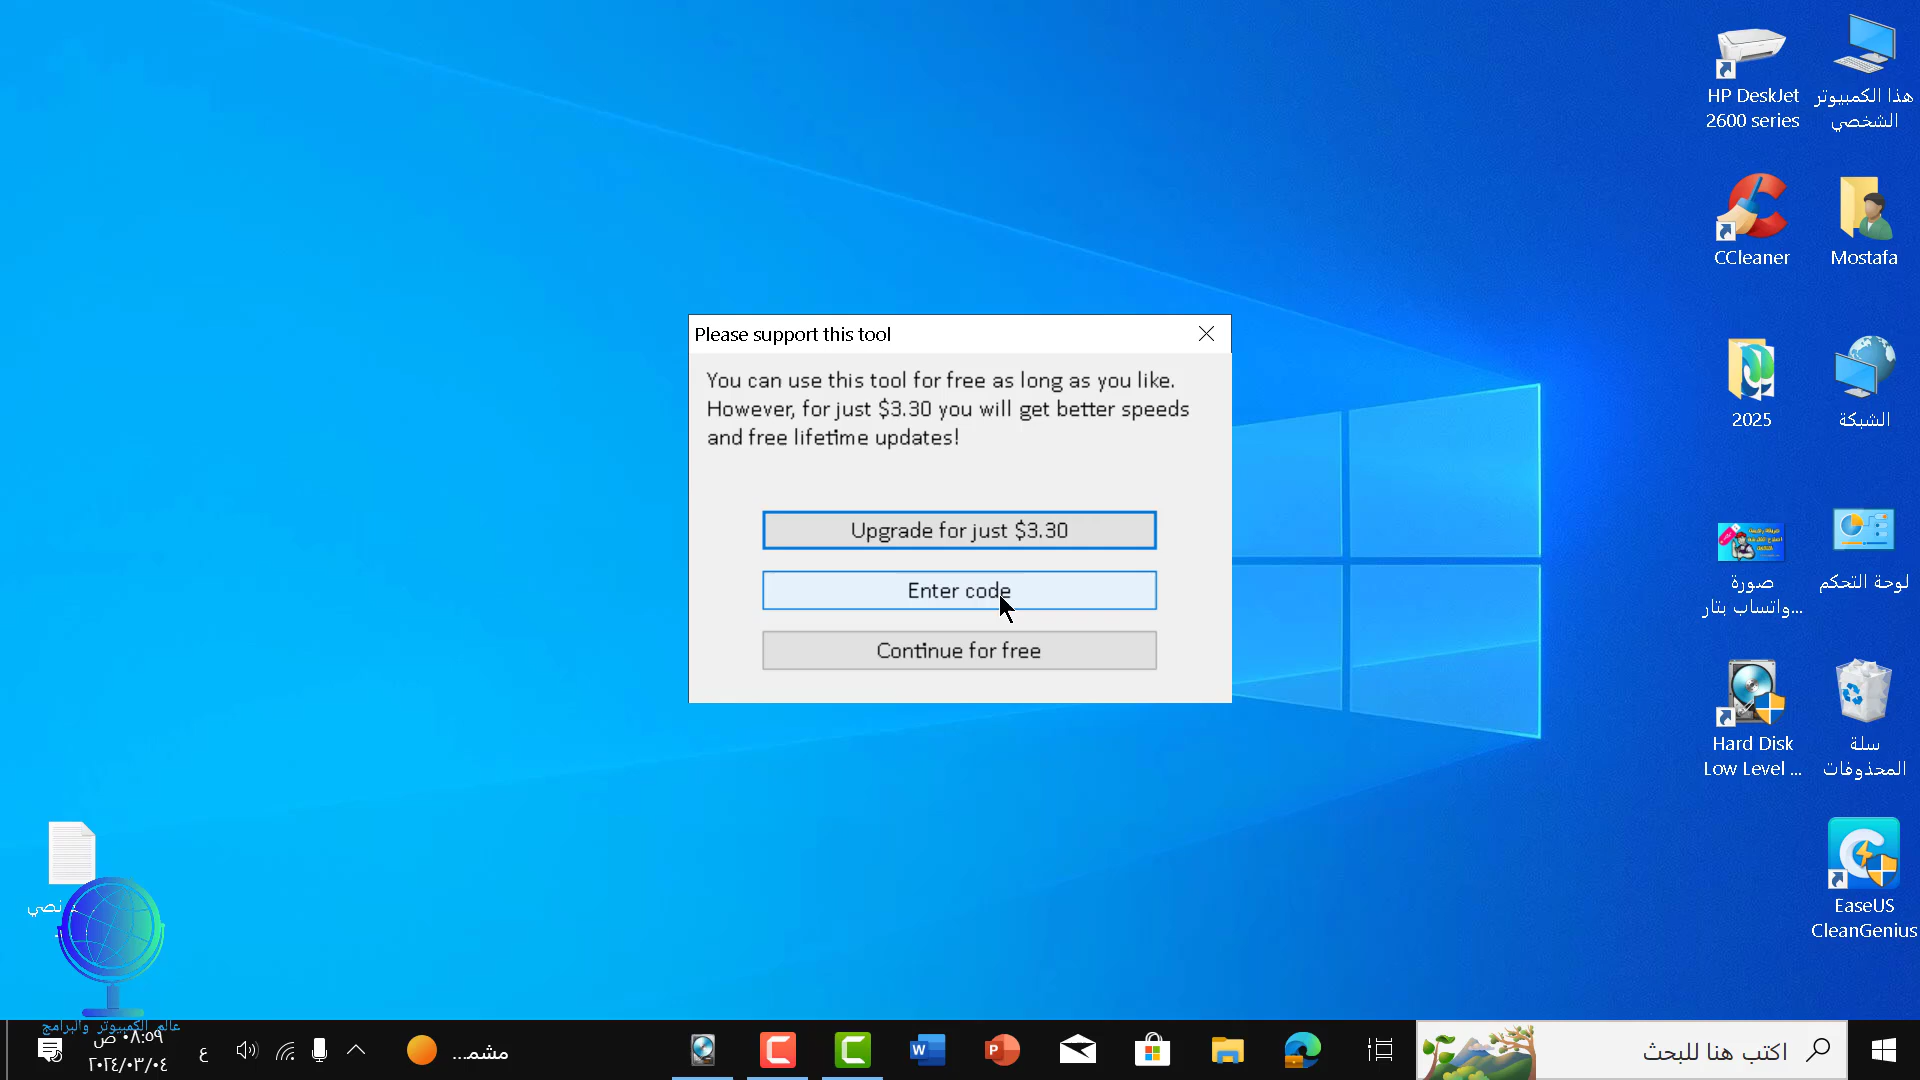 Please support this tool
You can use this tool for free as long as you like.
However, for just $3.30 you will get better speeds
and free lifetime updates!
Upgrade for just $3.30
Enter code
Continue for free
هذا الكمبيوتر
الشخصي
HP DeskJet
2600 series
Mostafa
CCleaner
الشبكة
2025
لوحة التحكم
صورة
واتساب بتار...
سلة
المحذوفات
Hard Disk
Low Level ...
EaseUS
CleanGenius
نصي
عالم الكمبيوتر والبرامج
اكتب هنا للبحث
مشمـ...
ع
٠٨:٥٩ ص
٢٠٢٤/٠٣/٠٤